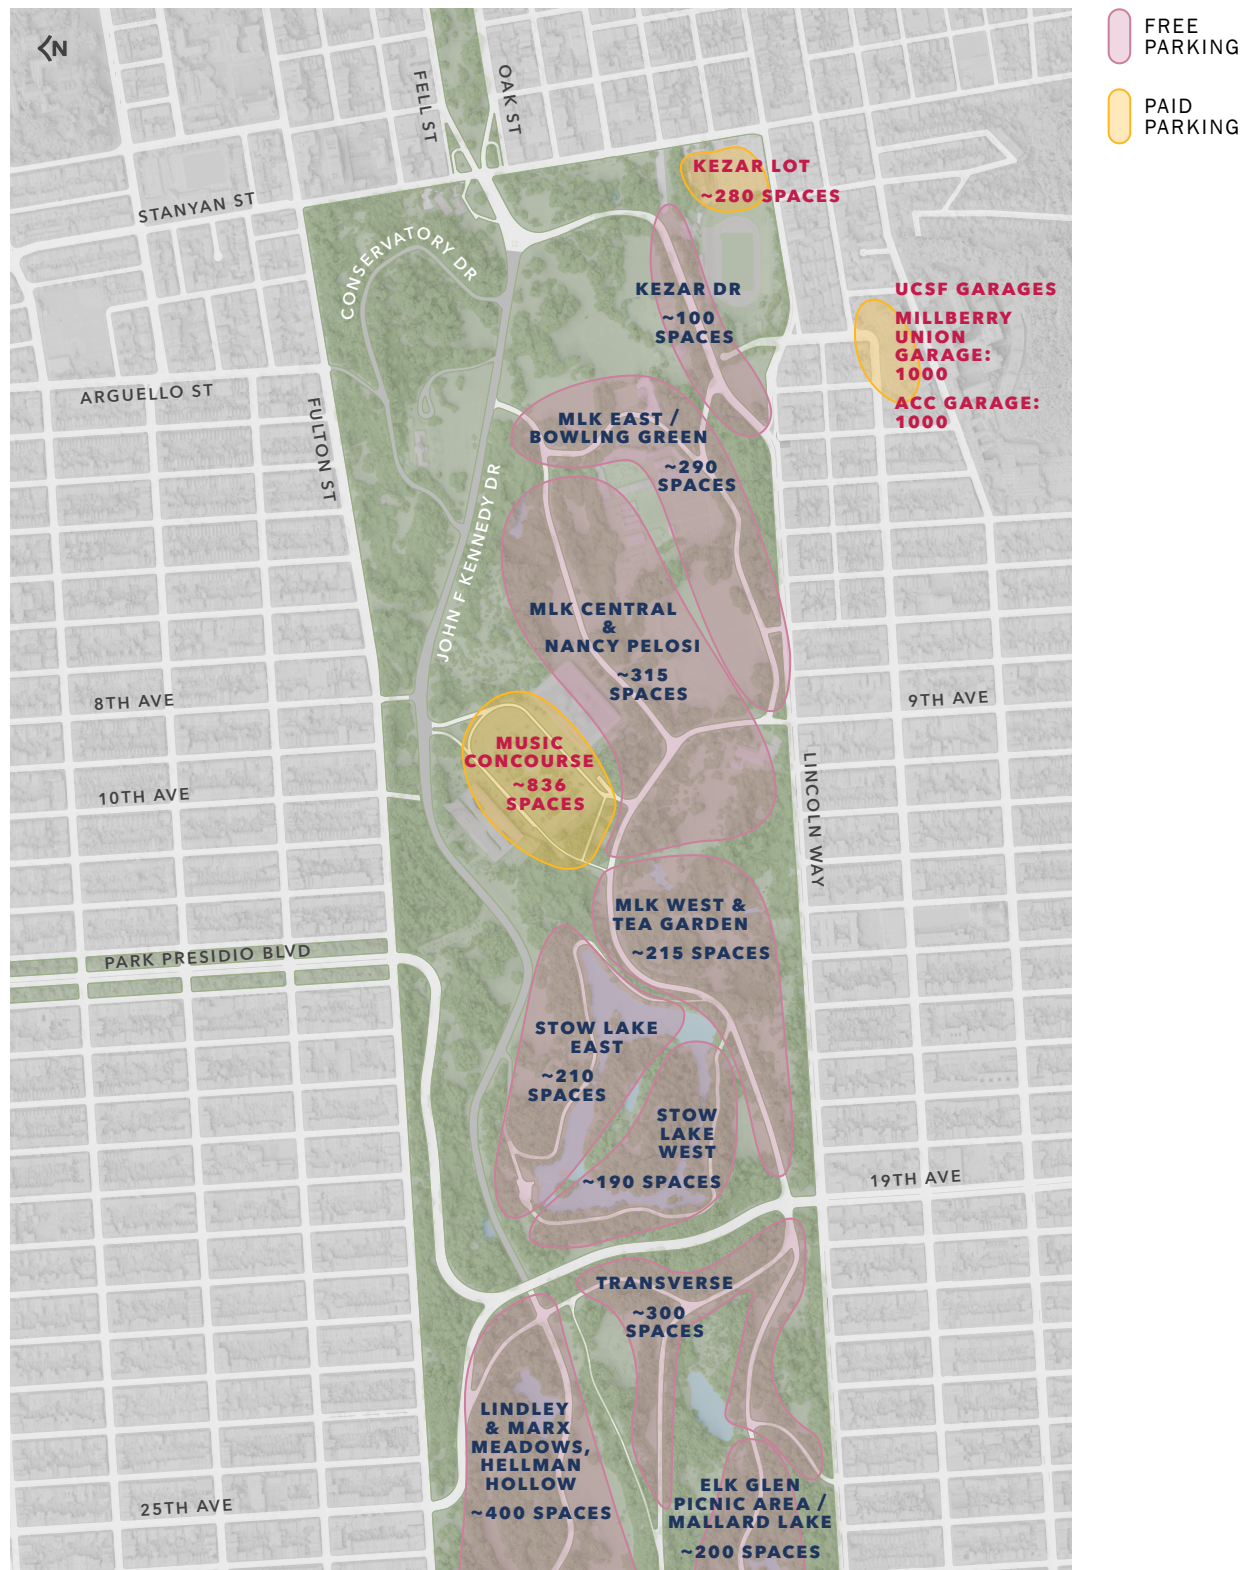 N
FREE
PARKING
PAID
PARKING
FELL ST
OAK ST
STANYAN ST
KEZAR LOT
~280 SPACES
CONSERVATORY DR
KEZAR DR
~100
SPACES
UCSF GARAGES
MILLBERRY
UNION
GARAGE:
1000
ACC GARAGE:
1000
ARGUELLO ST
FULTON ST
MLK EAST /
BOWLING GREEN
~290
SPACES
JOHN F KENNEDY DR
MLK CENTRAL
&
NANCY PELOSI
~315
SPACES
8TH AVE
9TH AVE
MUSIC
CONCOURSE
~836
SPACES
10TH AVE
LINCOLN WAY
MLK WEST &
TEA GARDEN
~215 SPACES
PARK PRESIDIO BLVD
STOW LAKE
EAST
~210
SPACES
STOW
LAKE
WEST
~190 SPACES
19TH AVE
TRANSVERSE
~300
SPACES
LINDLEY
& MARX
MEADOWS,
HELLMAN
HOLLOW
~400 SPACES
25TH AVE
ELK GLEN
PICNIC AREA /
MALLARD LAKE
~200 SPACES